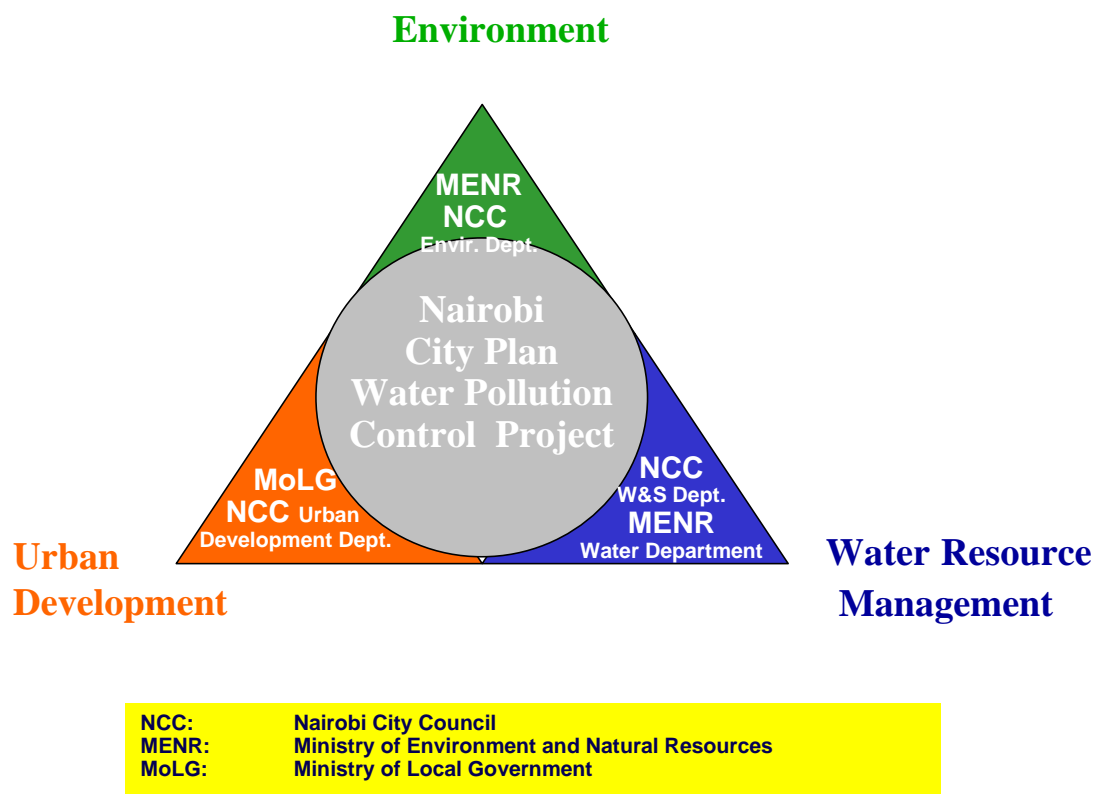 Environment
MENR
NCC
Envir. Dept.
Nairobi
City Plan
Water Pollution
Control Project
MoLG
NCC Urban
Development Dept.
NCC
W&S Dept.
MENR
Water Department
Urban
Development
Water Resource
Management
NCC: Nairobi City Council
MENR: Ministry of Environment and Natural Resources
MoLG: Ministry of Local Government